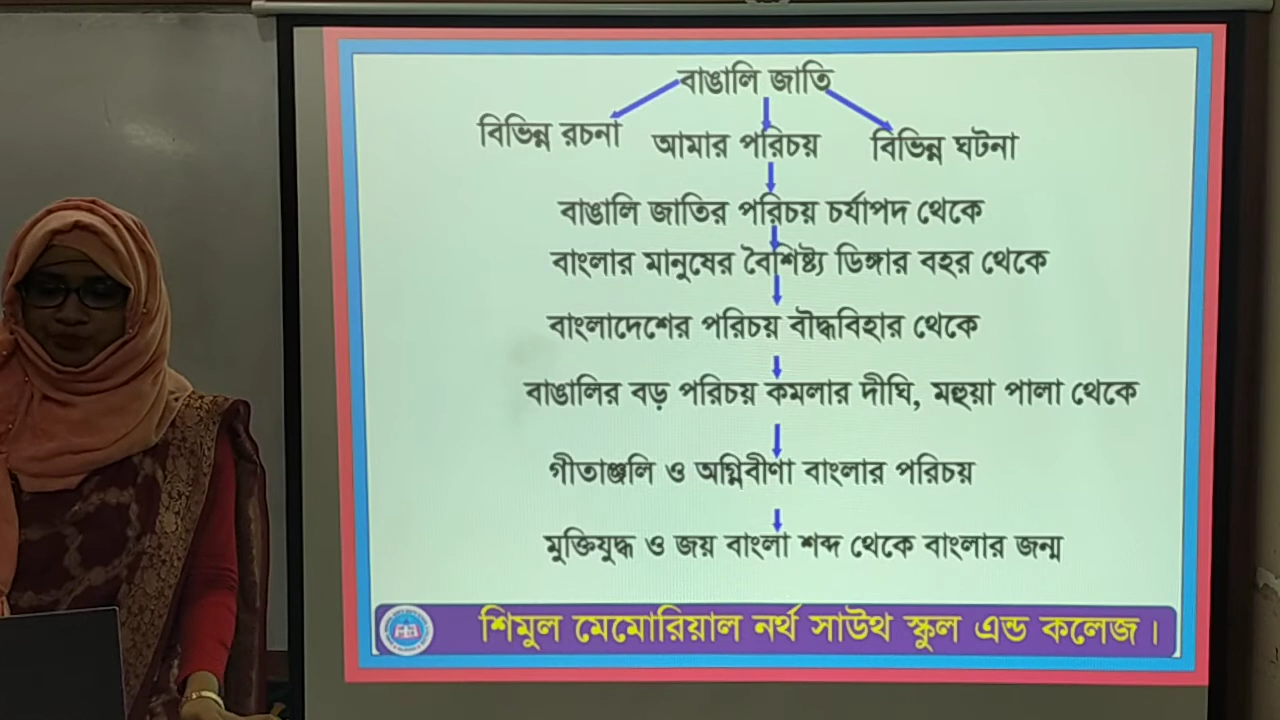 বাঙালি জাতি
বিভিন্ন রচনা আমার পরিচয় বিভিন্ন ঘটনা
বাঙালি জাতির পরিচয় চর্যাপদ থেকে
বাংলার মানুষের বৈশিষ্ট্য ডিঙ্গার বহর থেকে
বাংলাদেশের পরিচয় বৌদ্ধবিহার থেকে
বাঙালির বড় পরিচয় কমলার দীঘি, মহুয়া পালা থেকে
গীতাঞ্জলি ও অগ্নিবীণা বাংলার পরিচয়
মুক্তিযুদ্ধ ও জয় বাংলা শব্দ থেকে বাংলার জন্ম
শিমুল মেমোরিয়াল নর্থ সাউথ স্কুল এন্ড কলেজ।